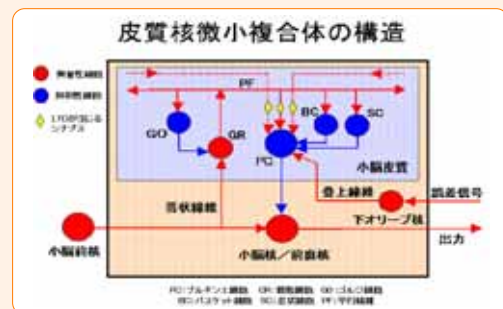 皮質核微小複合体の構造
興奮性細胞
抑制性細胞
LTDが起こる
シナプス
PF
GO
GR
PC
BC
SC
小脳皮質
苔状線維
登上線維
誤差信号
下オリーブ核
小脳前核
小脳核/前庭核
出力
PC:プルキンエ細胞 GR:顆粒細胞 GO:ゴルジ細胞
BC:バスケット細胞 SC:星状細胞 PF:平行線維